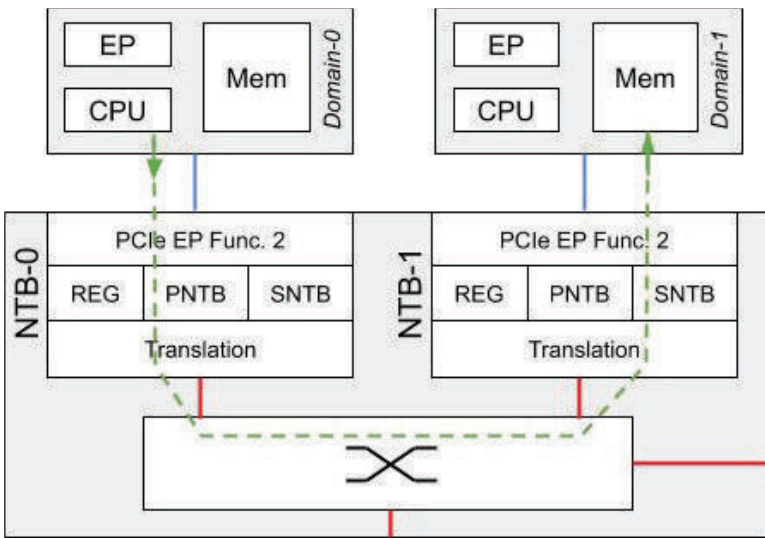 EP
CPU
Mem
Domain-0
EP
CPU
Mem
Domain-1
NTB-0
PCIe EP Func. 2
REG PNTB SNTB
Translation
NTB-1
PCIe EP Func. 2
REG PNTB SNTB
Translation